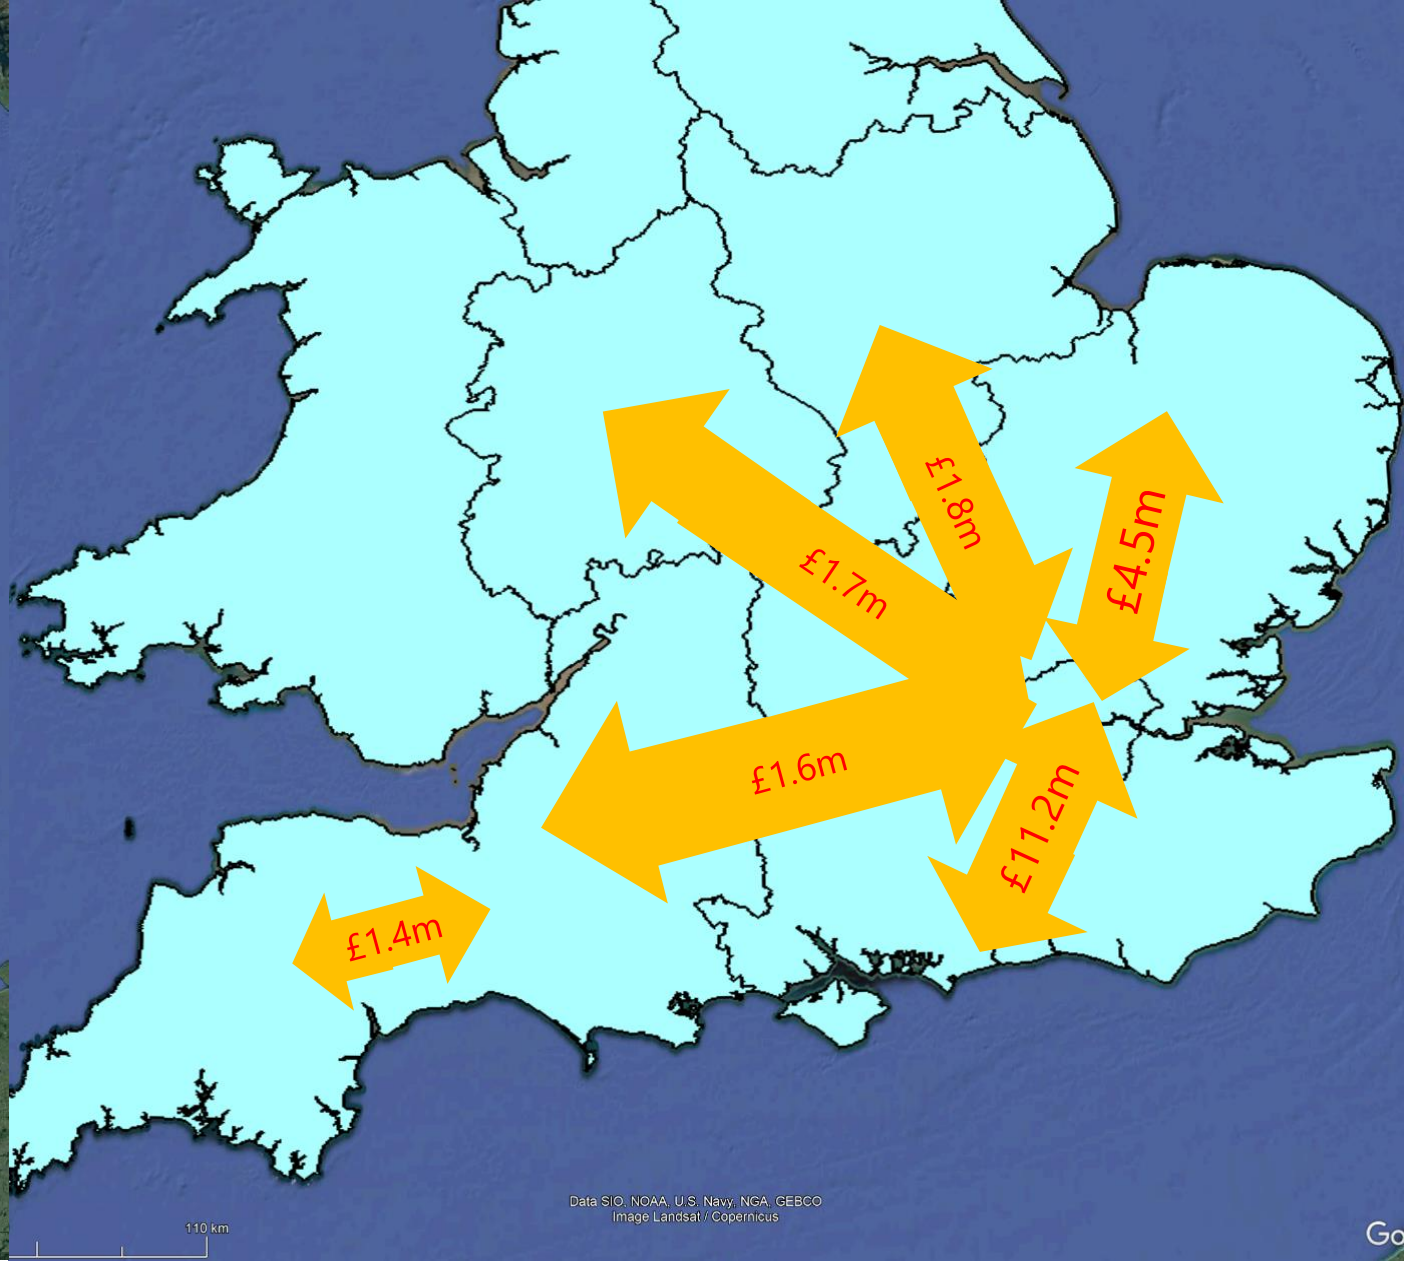 £1.8m
£4.5m
£1.7m
£1.6m
£11.2m
£1.4m
Data SIO, NOAA, U.S. Navy, NGA, GEBCO
Image Landsat / Copernicus
110 km
Go